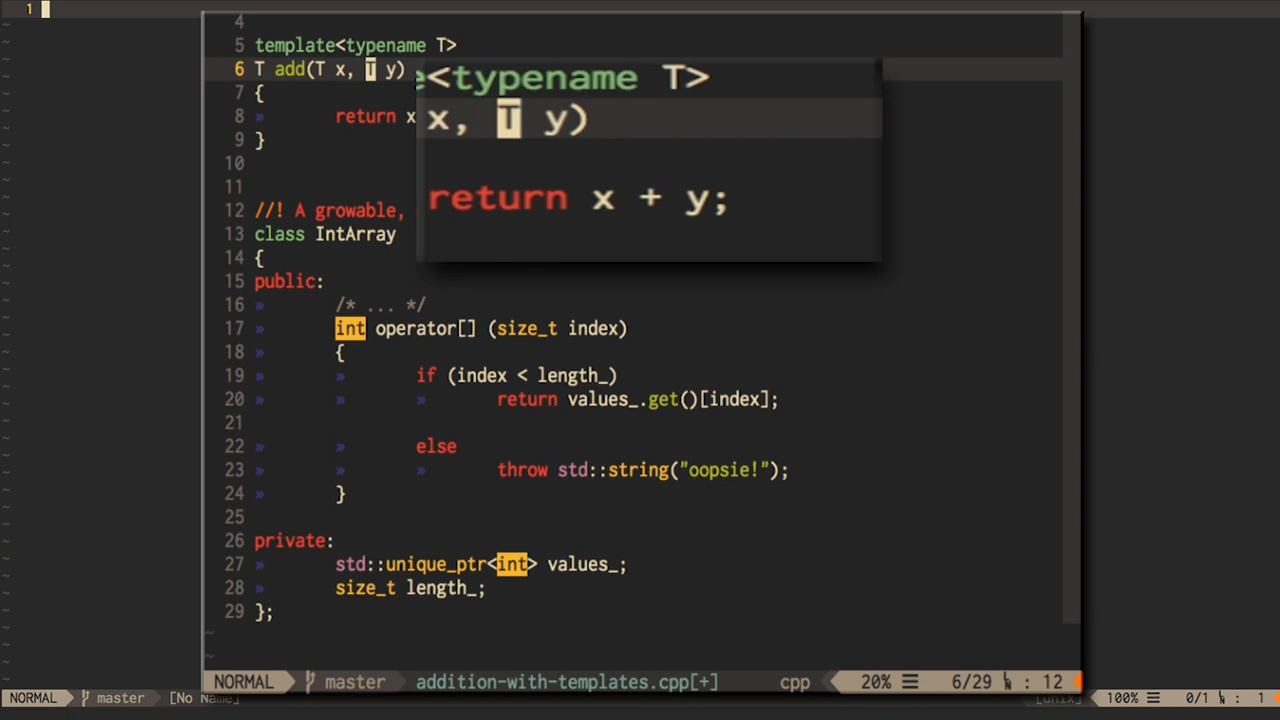 1
4
5 template<typename T>
6 T add(T x, T y)
7 {
8 » return x
9 }
10
11
12 //! A growable,
13 class IntArray
14 {
15 public:
16 » /* ... */
17 » int operator[] (size_t index)
18 » {
19 » » if (index < length_)
20 » » » return values_.get()[index];
21
22 » » else
23 » » » throw std::string("oopsie!");
24 » }
25
26 private:
27 » std::unique_ptr<int> values_;
28 » size_t length_;
29 };
<typename T>
x, T y)
return x + y;
NORMAL master addition-with-templates.cpp[+] cpp 20% ☰ 6/29 : 12
NORMAL master [No Name] [unix] 100% ☰ 0/1 : 1